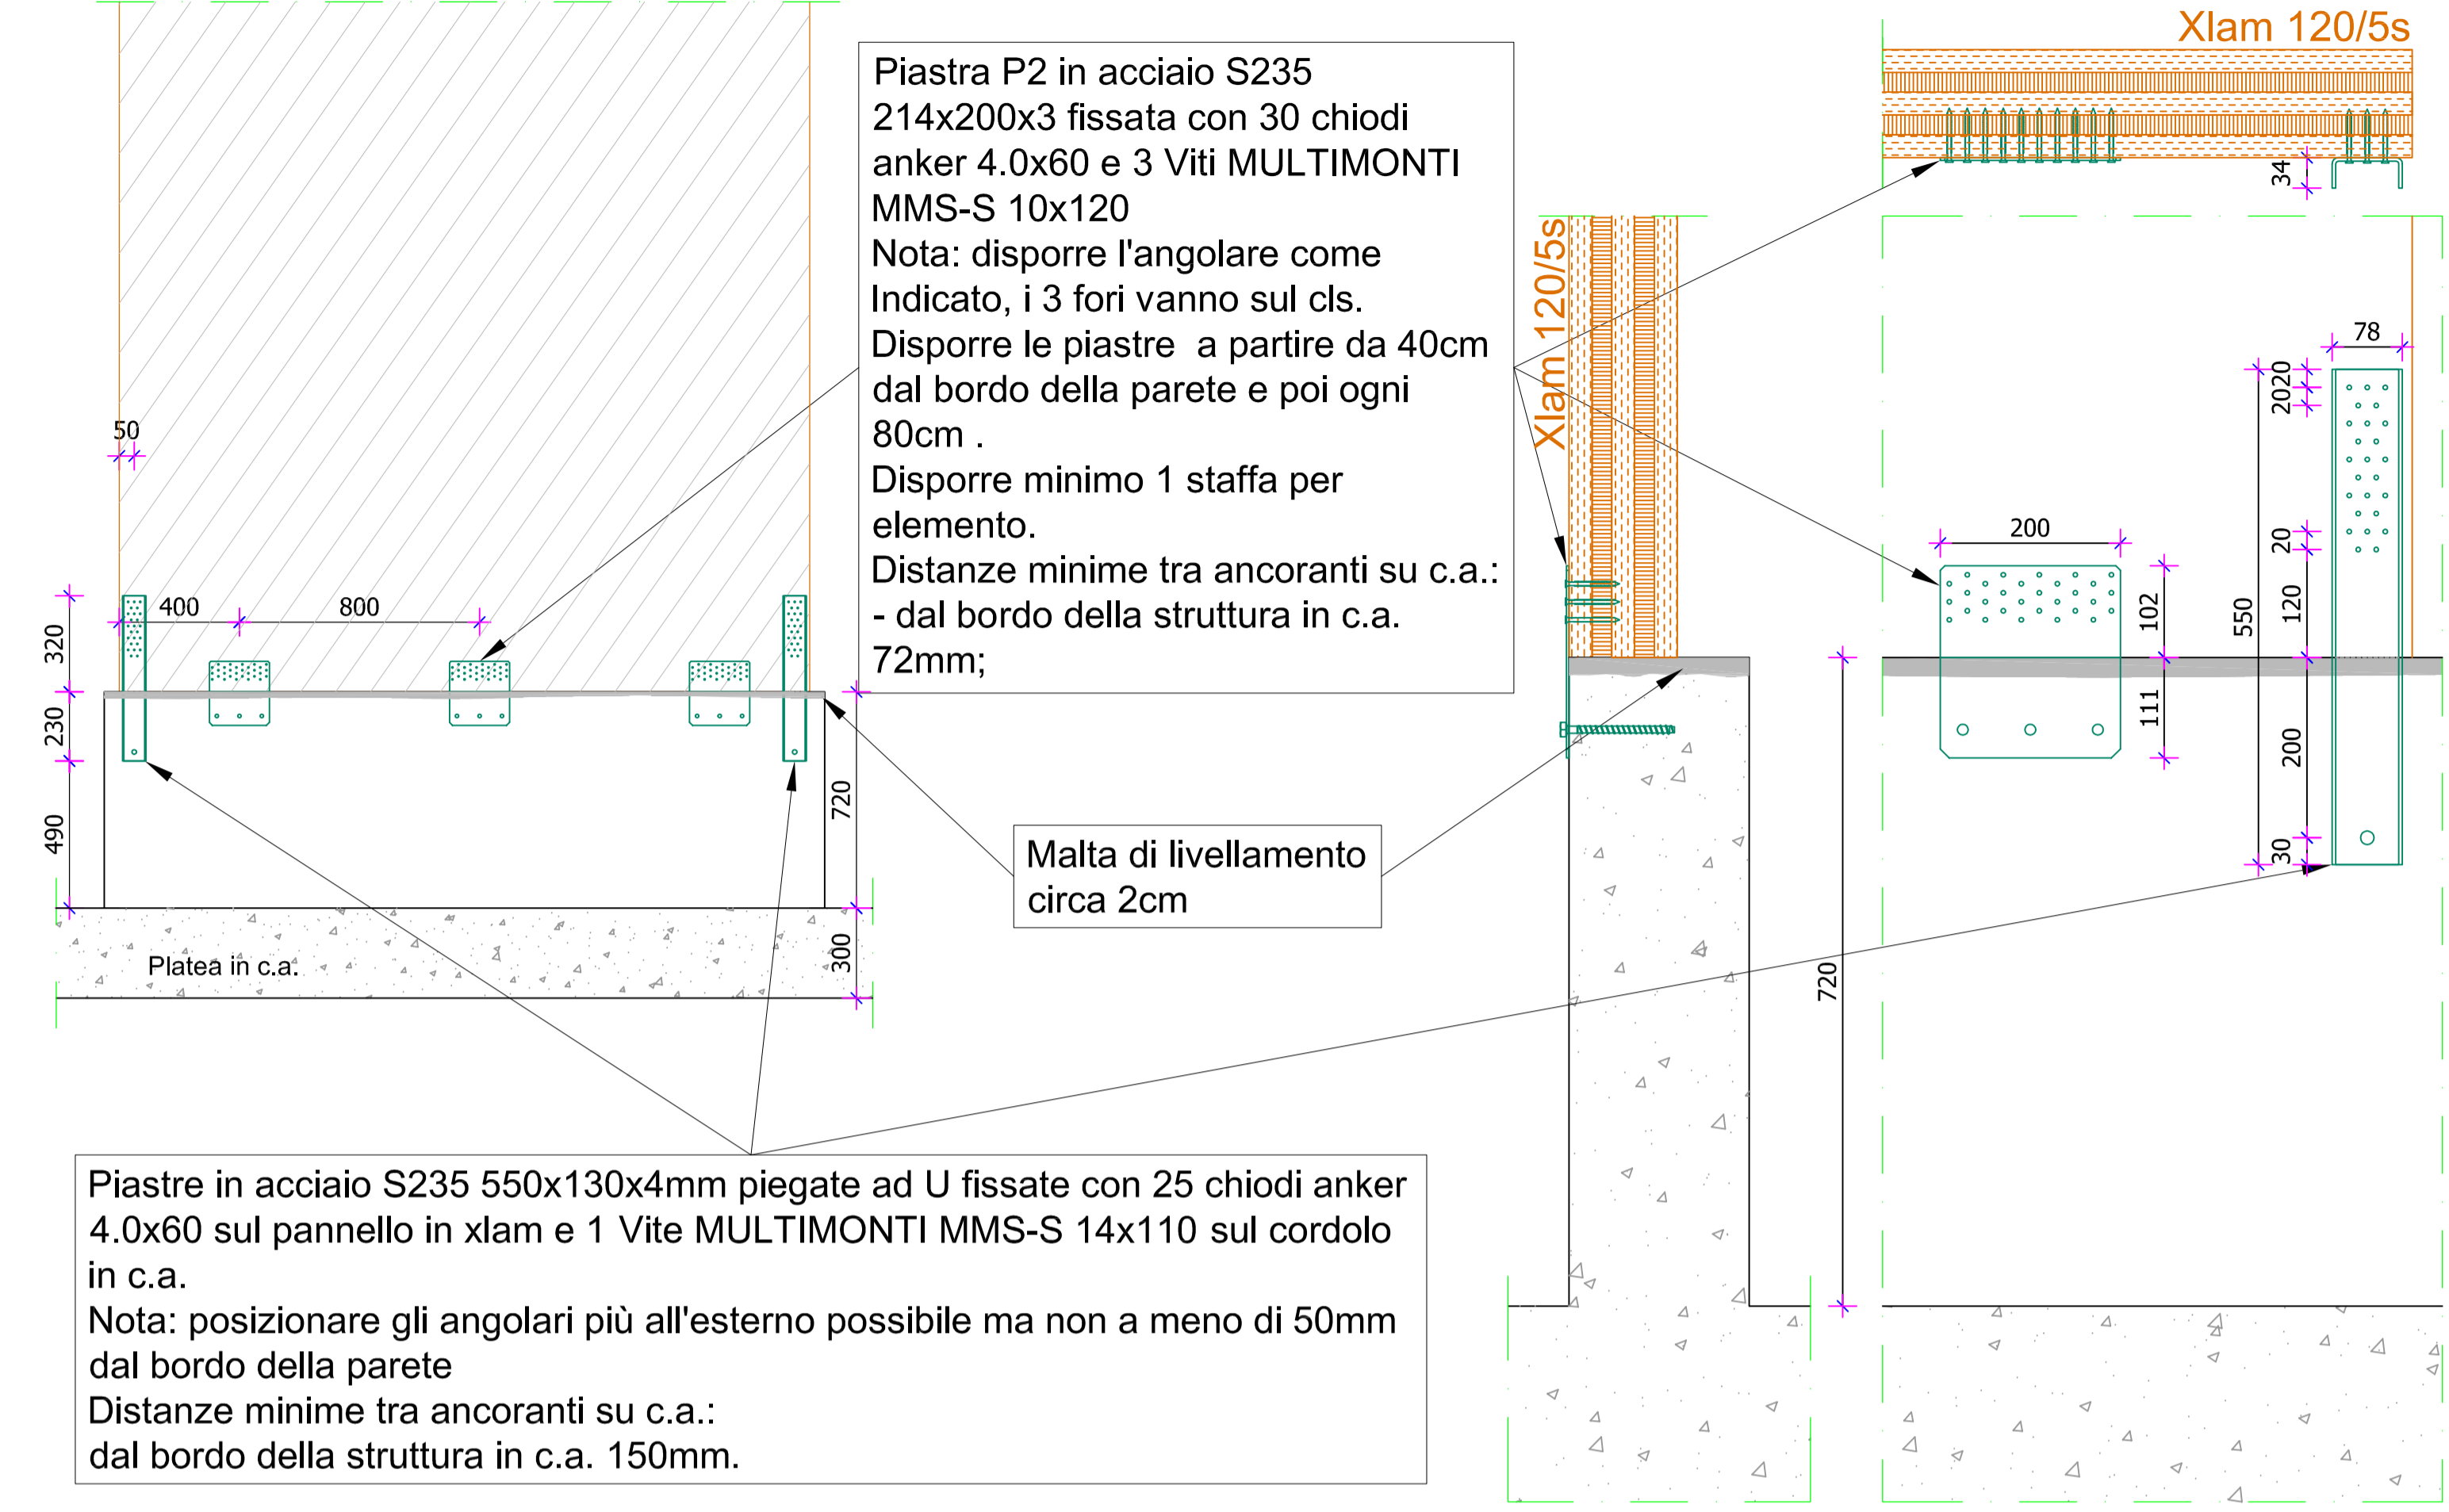 Xlam 120/5s
Piastra P2 in acciaio S235
214x200x3 fissata con 30 chiodi
anker 4.0x60 e 3 Viti MULTIMONTI
MMS-S 10x120
Nota: disporre l'angolare come
Indicato, i 3 fori vanno sul cls.
Disporre le piastre  a partire da 40cm
dal bordo della parete e poi ogni
80cm .
Disporre minimo 1 staffa per
elemento.
Distanze minime tra ancoranti su c.a.:
- dal bordo della struttura in c.a.
72mm;
50
400
800
320
230
490
720
300
Platea in c.a.
Xlam 120/5s
34
78
20
20
20
120
550
200
30
200
102
111
720
Malta di livellamento
circa 2cm
Piastre in acciaio S235 550x130x4mm piegate ad U fissate con 25 chiodi anker
4.0x60 sul pannello in xlam e 1 Vite MULTIMONTI MMS-S 14x110 sul cordolo
in c.a.
Nota: posizionare gli angolari più all'esterno possibile ma non a meno di 50mm
dal bordo della parete
Distanze minime tra ancoranti su c.a.:
dal bordo della struttura in c.a. 150mm.